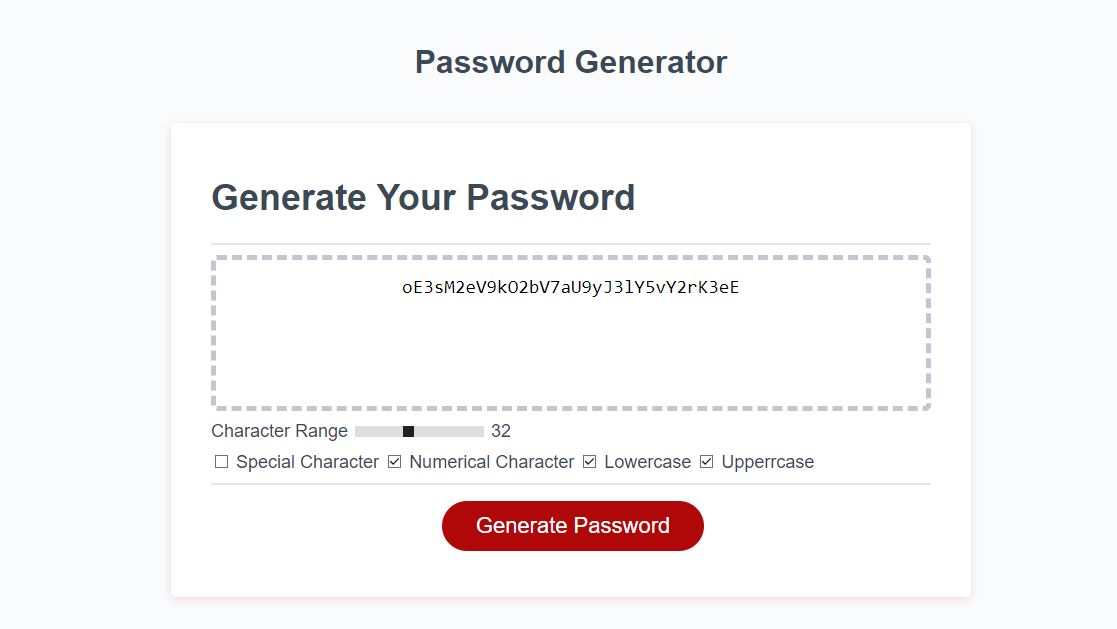 Password Generator
Generate Your Password
oE3sM2eV9kO2bV7aU9yJ3lY5vY2rK3eE
Character Range 32
Special Character Numerical Character Lowercase Upperrcase
Generate Password